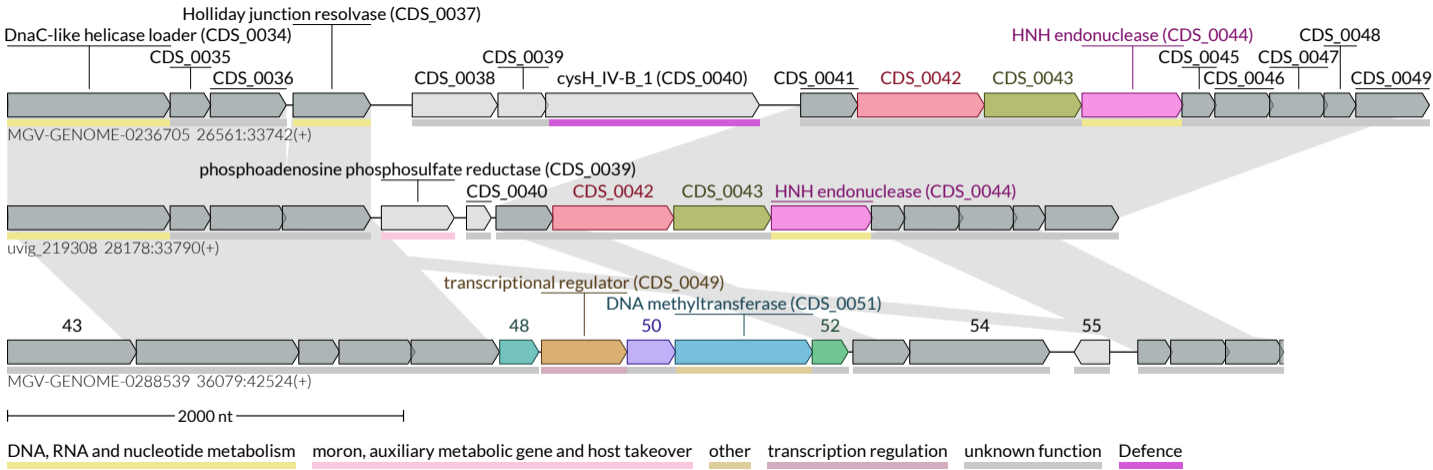 Holliday junction resolvase (CDS_0037)
DnaC-like helicase loader (CDS_0034)
HNH endonuclease (CDS_0044)
CDS_0048
CDS_0035
CDS_0039
CDS_0045
CDS_0047
CDS_0036
CDS_0038
cysH_IV-B_1 (CDS_0040)
CDS_0041
CDS_0042
CDS_0043
CDS_0046
CDS_0049
MGV-GENOME-0236705 26561:33742(+)
phosphoadenosine phosphosulfate reductase (CDS_0039)
CDS_0040
CDS_0042
CDS_0043
HNH endonuclease (CDS_0044)
uvig_219308 28178:33790(+)
transcriptional regulator (CDS_0049)
DNA methyltransferase (CDS_0051)
43
48
50
52
54
55
MGV-GENOME-0288539 36079:42524(+)
2000 nt
DNA, RNA and nucleotide metabolism
moron, auxiliary metabolic gene and host takeover
other
transcription regulation
unknown function
Defence